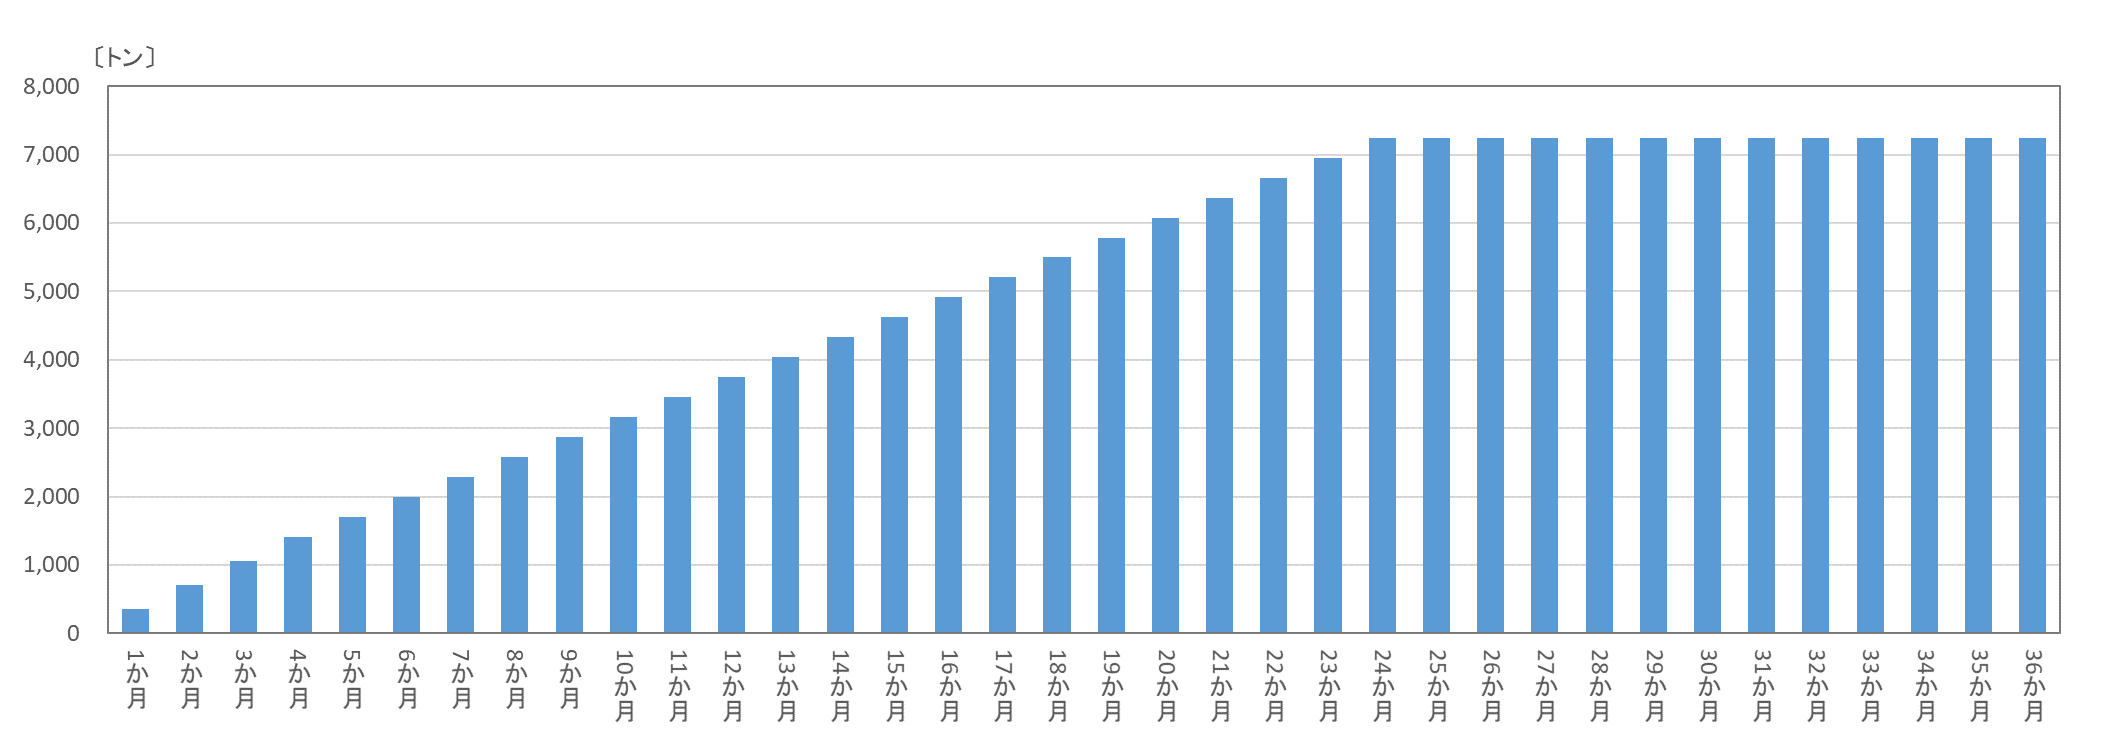 〔トン〕
8,000
7,000
6,000
5,000
4,000
3,000
2,000
1,000
0
1か月
2か月
3か月
4か月
5か月
6か月
7か月
8か月
9か月
10か月
11か月
12か月
13か月
14か月
15か月
16か月
17か月
18か月
19か月
20か月
21か月
22か月
23か月
24か月
25か月
26か月
27か月
28か月
29か月
30か月
31か月
32か月
33か月
34か月
35か月
36か月